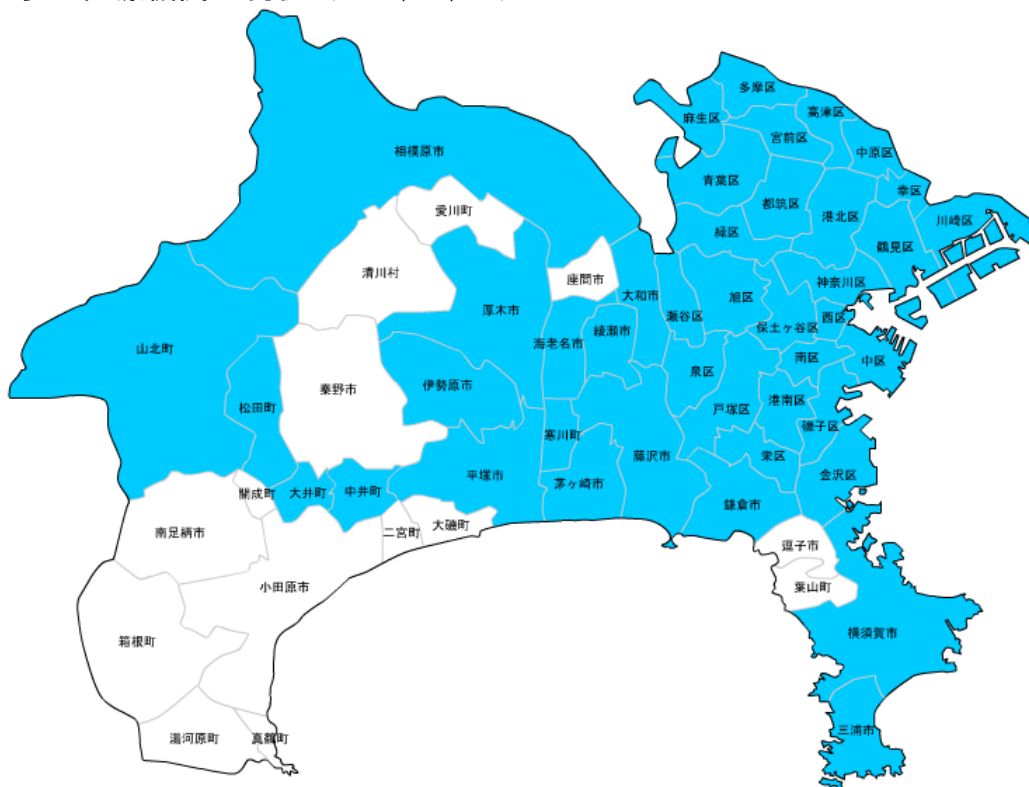 多摩区
高津区
麻生区
宮前区
中原区
相模原市
青葉区
幸区
都筑区
愛川町
港北区
川崎区
緑区
鶴見区
清川村
座間市
神奈川区
大和市
旭区
厚木市
瀬谷区
西区
綾瀬市
保土ヶ谷区
海老名市
山北町
南区
中区
泉区
伊勢原市
秦野市
港南区
松田町
戸塚区
磯子区
寒川町
藤沢市
栄区
平塚市
金沢区
茅ヶ崎市
開成町
大井町
中井町
鎌倉市
大磯町
南足柄市
二宮町
逗子市
小田原市
葉山町
横須賀市
箱根町
三浦市
湯河原町
真鶴町